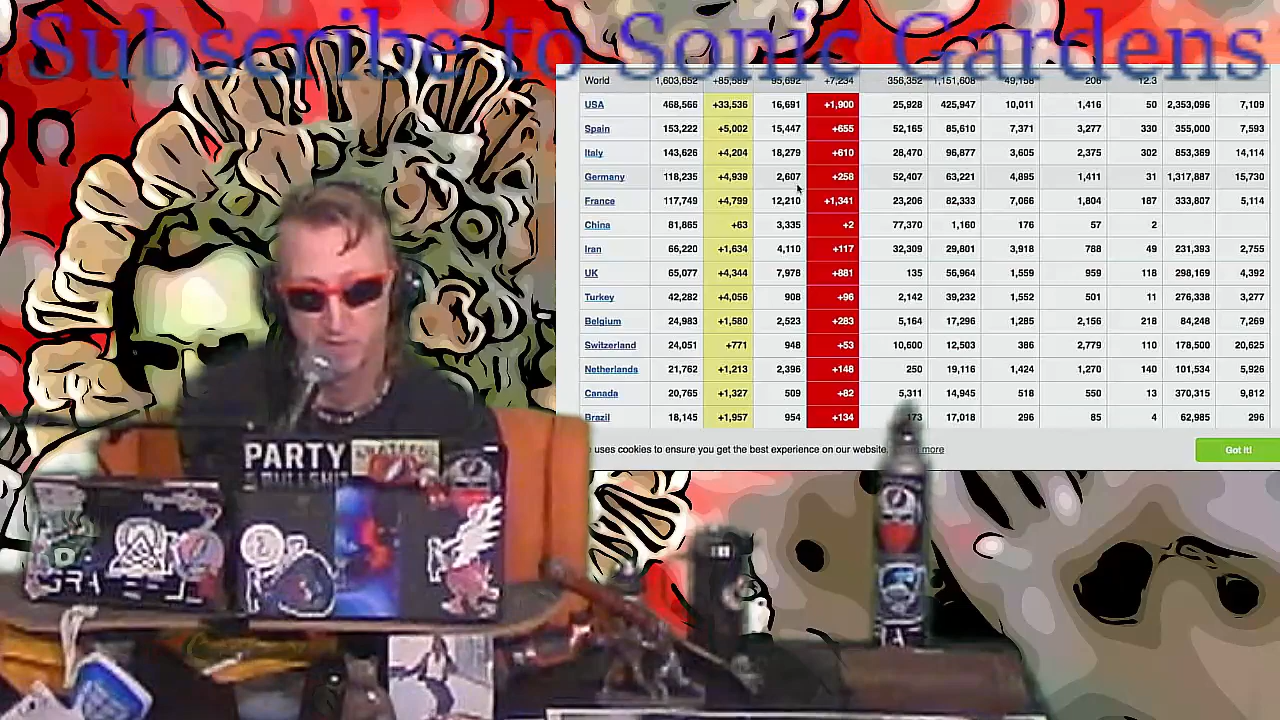 Subscribe to Sonic Gardens
World 1,603,652 +85,589 95,692 +7,234 356,352 1,151,608 49,158 206 12.3
USA 468,566 +33,536 16,691 +1,900 25,928 425,947 10,011 1,416 50 2,353,096 7,109
Spain 153,222 +5,002 15,447 +655 52,165 85,610 7,371 3,277 330 355,000 7,593
Italy 143,626 +4,204 18,279 +610 28,470 96,877 3,605 2,375 302 853,369 14,114
Germany 118,235 +4,939 2,607 +258 52,407 63,221 4,895 1,411 31 1,317,887 15,730
France 117,749 +4,799 12,210 +1,341 23,206 82,333 7,066 1,804 187 333,807 5,114
China 81,865 +63 3,335 +2 77,370 1,160 176 57 2
Iran 66,220 +1,634 4,110 +117 32,309 29,801 3,918 788 49 231,393 2,755
UK 65,077 +4,344 7,978 +881 135 56,964 1,559 959 118 298,169 4,392
Turkey 42,282 +4,056 908 +96 2,142 39,232 1,552 501 11 276,338 3,277
Belgium 24,983 +1,580 2,523 +283 5,164 17,296 1,285 2,156 218 84,248 7,269
Switzerland 24,051 +771 948 +53 10,600 12,503 386 2,779 110 178,500 20,625
Netherlands 21,762 +1,213 2,396 +148 250 19,116 1,424 1,270 140 101,534 5,926
Canada 20,765 +1,327 509 +82 5,311 14,945 518 550 13 370,315 9,812
Brazil 18,145 +1,957 954 +134 173 17,018 296 85 4 62,985 296
uses cookies to ensure you get the best experience on our website. more
Got it!
PARTY